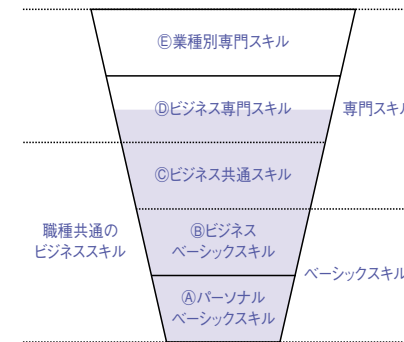 Ⓔ業種別専門スキル
Ⓓビジネス専門スキル
専門スキル
Ⓒビジネス共通スキル
職種共通の
ビジネススキル
Ⓑビジネス
ベーシックスキル
ベーシックスキル
Ⓐパーソナル
ベーシックスキル